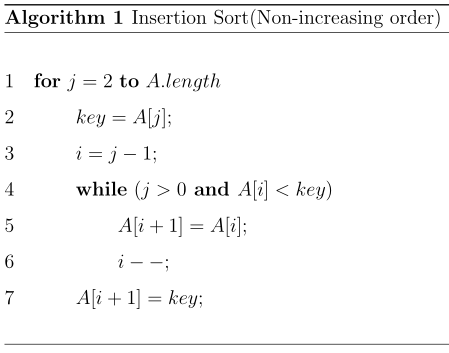 Algorithm 1 Insertion Sort(Non-increasing order)
1 for j = 2 to A.length
2 key = A[j];
3 i = j − 1;
4 while (j > 0 and A[i] < key)
5 A[i + 1] = A[i];
6 i − −;
7 A[i + 1] = key;